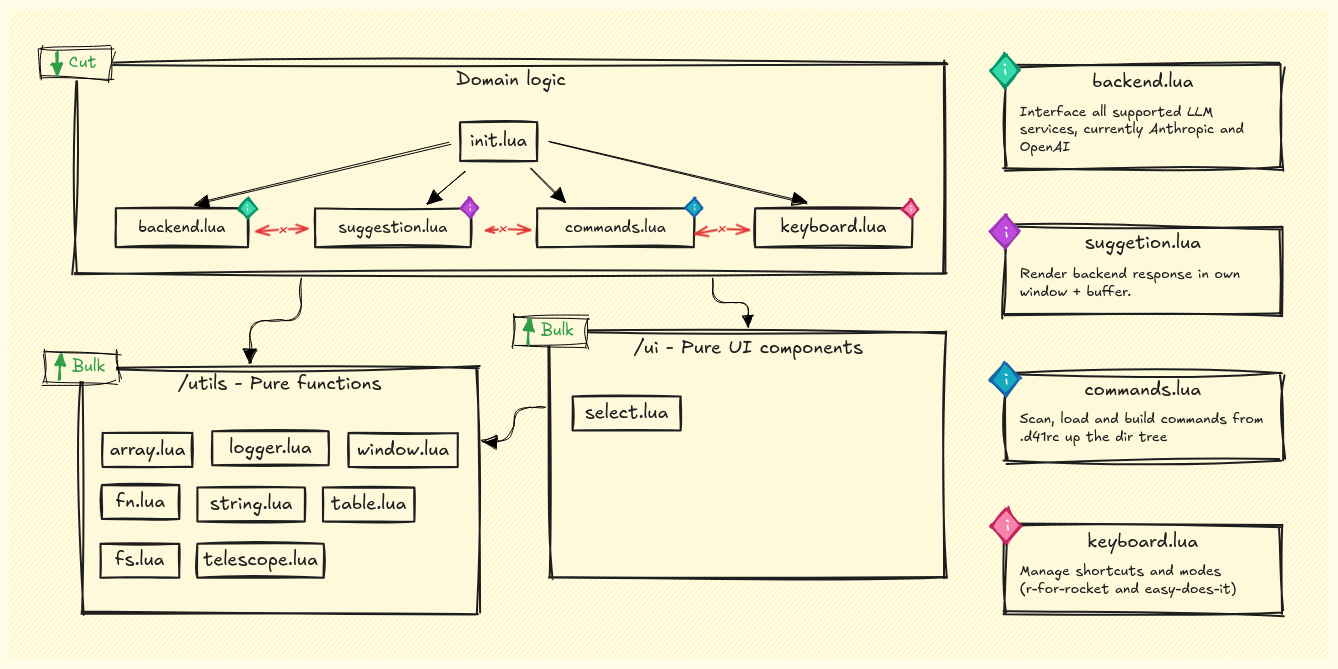 Cut
Domain logic
init.lua
backend.lua
suggestion.lua
commands.lua
keyboard.lua
Bulk
/utils - Pure functions
array.lua
logger.lua
window.lua
fn.lua
string.lua
table.lua
fs.lua
telescope.lua
Bulk
/ui - Pure UI components
select.lua
backend.lua
Interface all supported LLM
services, currently Anthropic and
OpenAI
suggetion.lua
Render backend response in own
window + buffer.
commands.lua
Scan, load and build commands from
.d41rc up the dir tree
keyboard.lua
Manage shortcuts and modes
(r-for-rocket and easy-does-it)